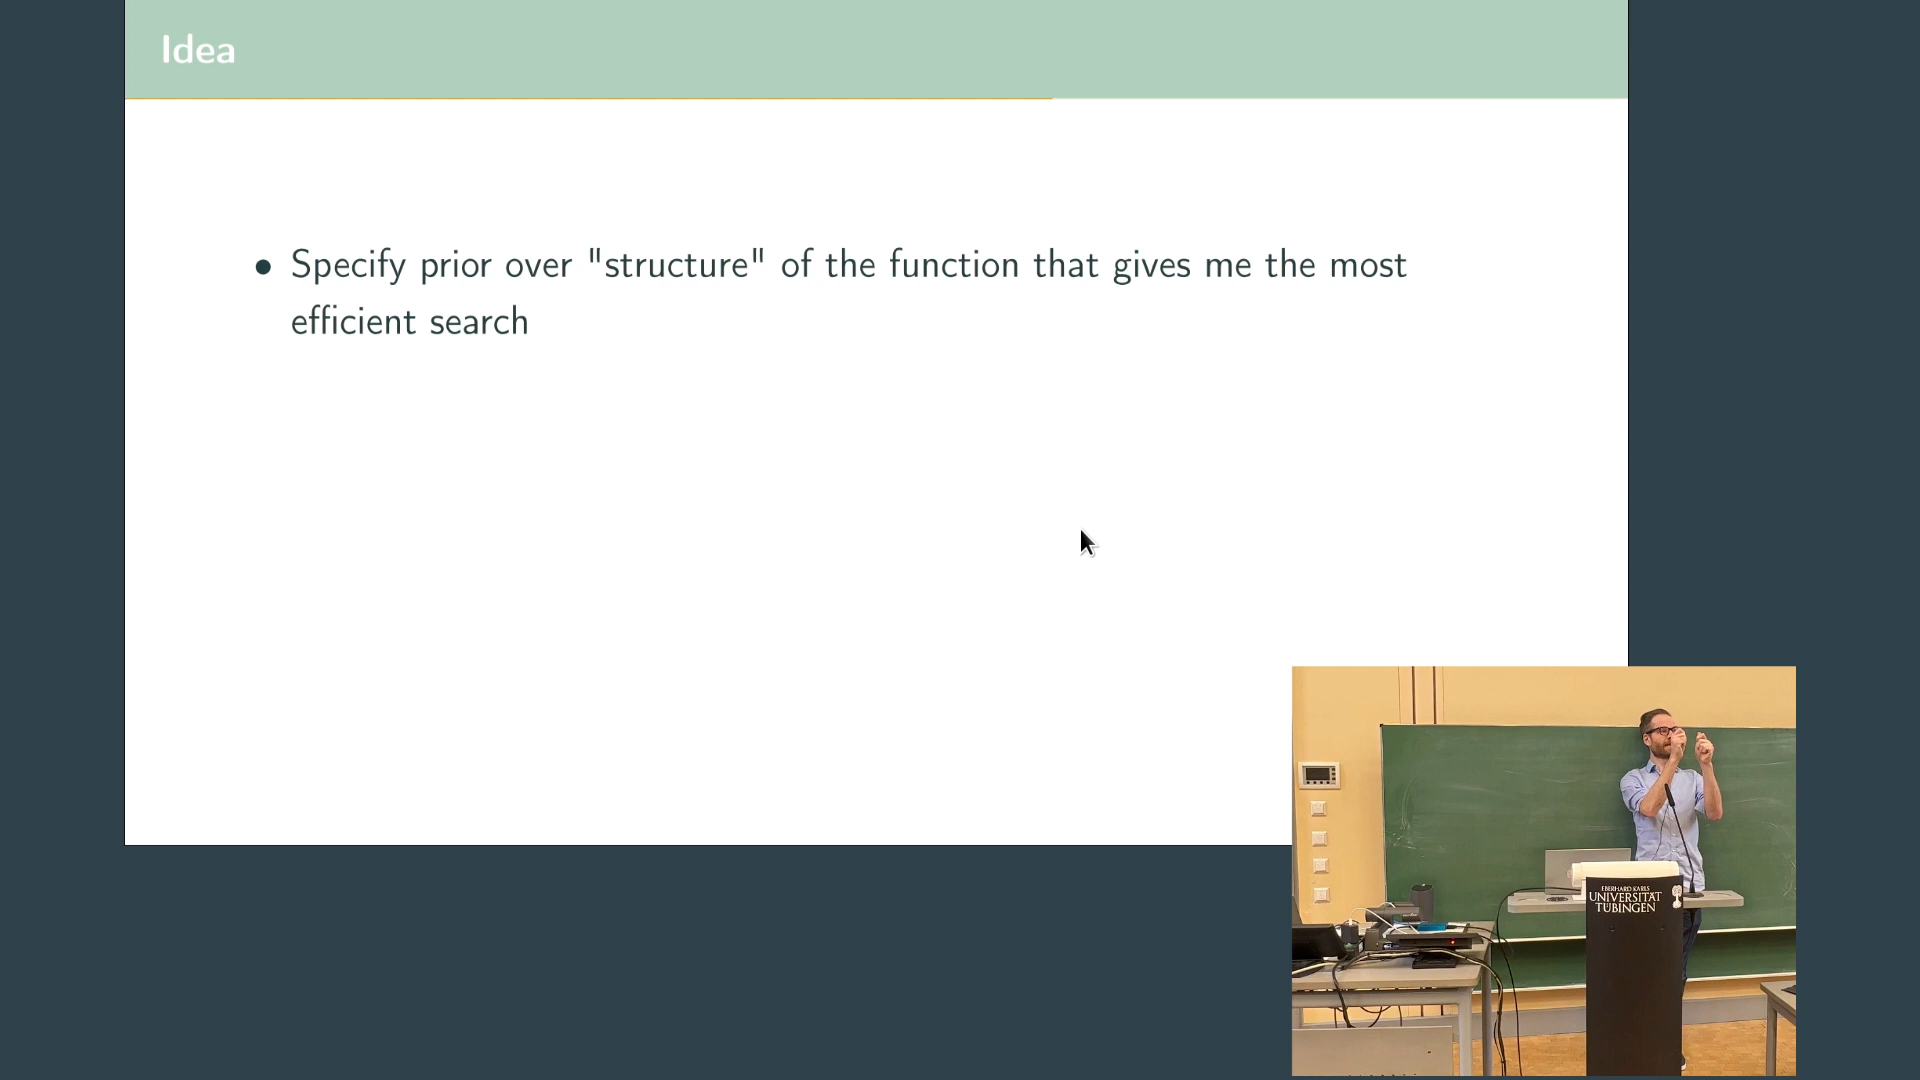 Idea
• Specify prior over "structure" of the function that gives me the most
efficient search
EBERHARD KARLS
UNIVERSITÄT
TÜBINGEN